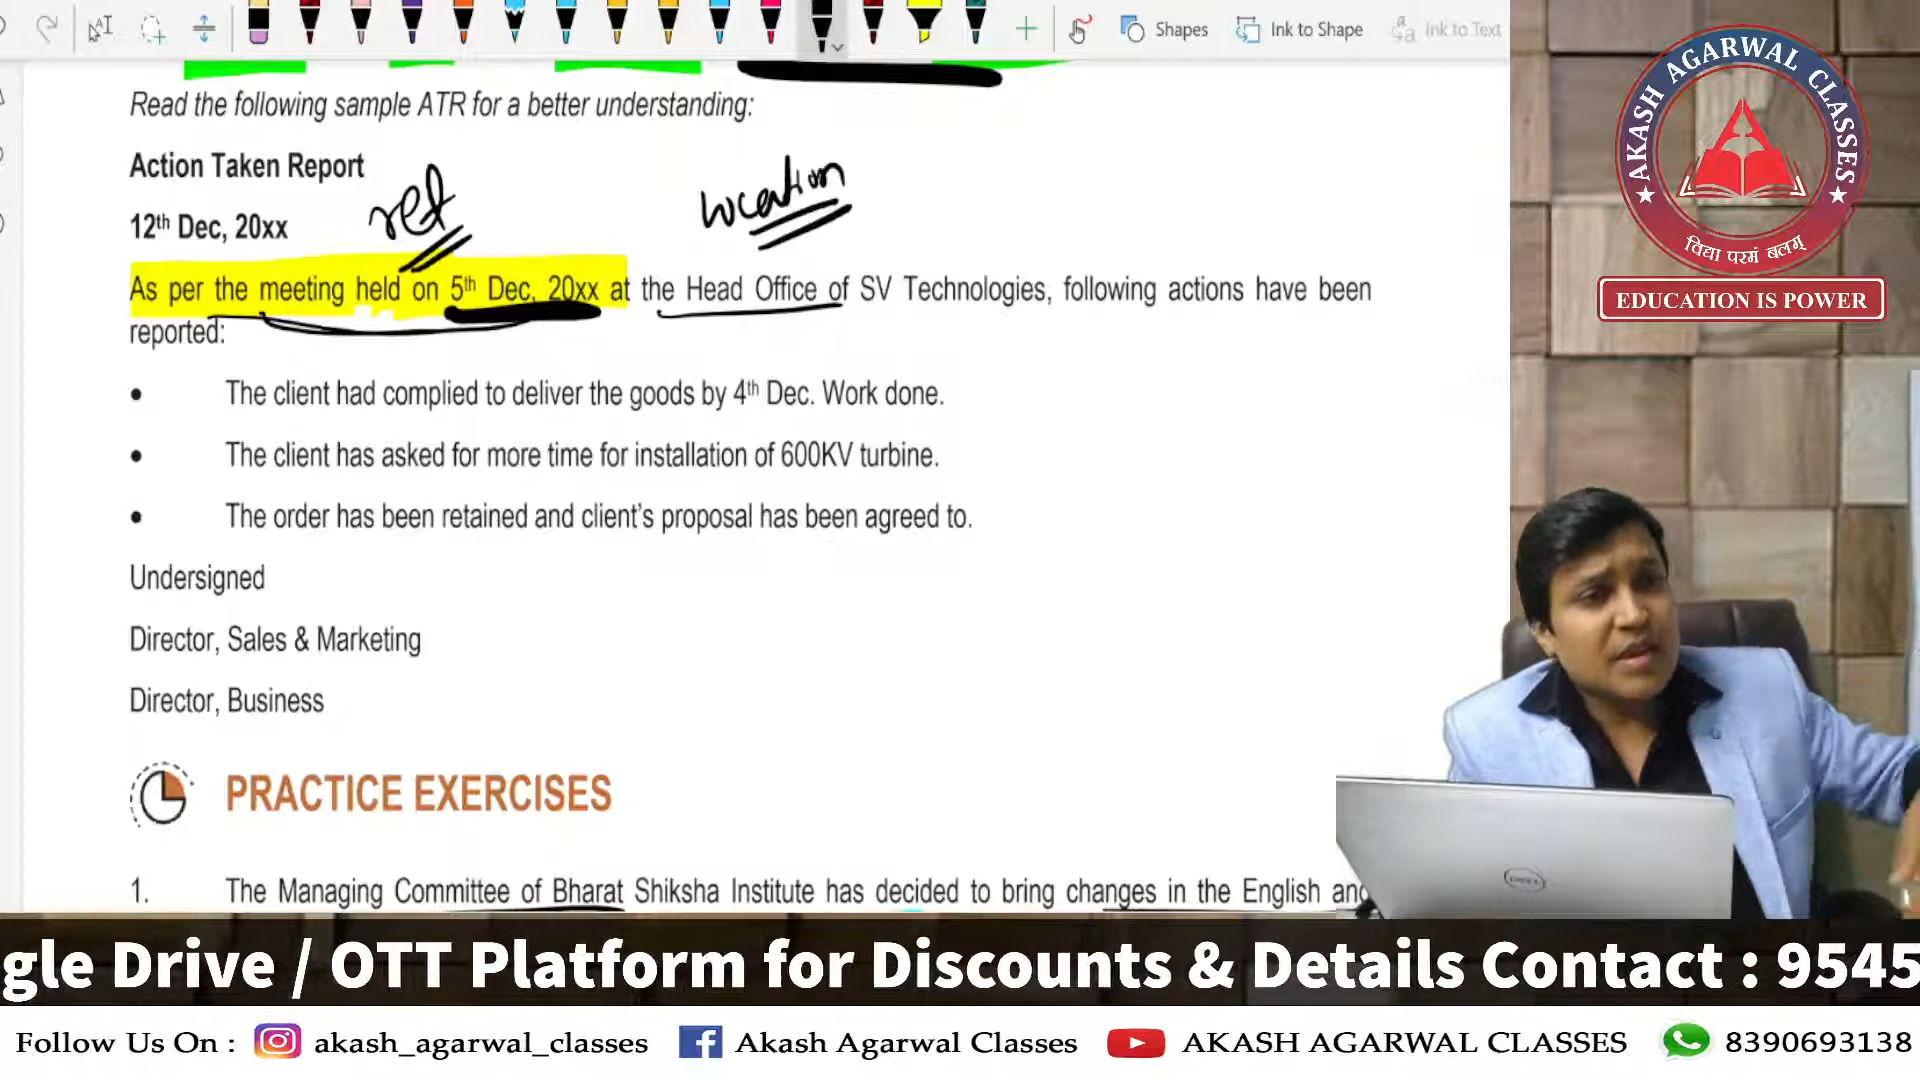 Shapes
Ink to Shape
Ink to Text
Read the following sample ATR for a better understanding:
Action Taken Report
12th Dec, 20xx
ref
location
As per the meeting held on 5th Dec, 20xx at the Head Office of SV Technologies, following actions have been
reported:
• The client had complied to deliver the goods by 4th Dec. Work done.
• The client has asked for more time for installation of 600KV turbine.
• The order has been retained and client's proposal has been agreed to.
Undersigned
Director, Sales & Marketing
Director, Business
PRACTICE EXERCISES
1. The Managing Committee of Bharat Shiksha Institute has decided to bring changes in the English and
AKASH AGARWAL CLASSES
विद्या परमं बलम्
EDUCATION IS POWER
DELL
gle Drive / OTT Platform for Discounts & Details Contact : 9545
Follow Us On : akash_agarwal_classes Akash Agarwal Classes AKASH AGARWAL CLASSES 8390693138